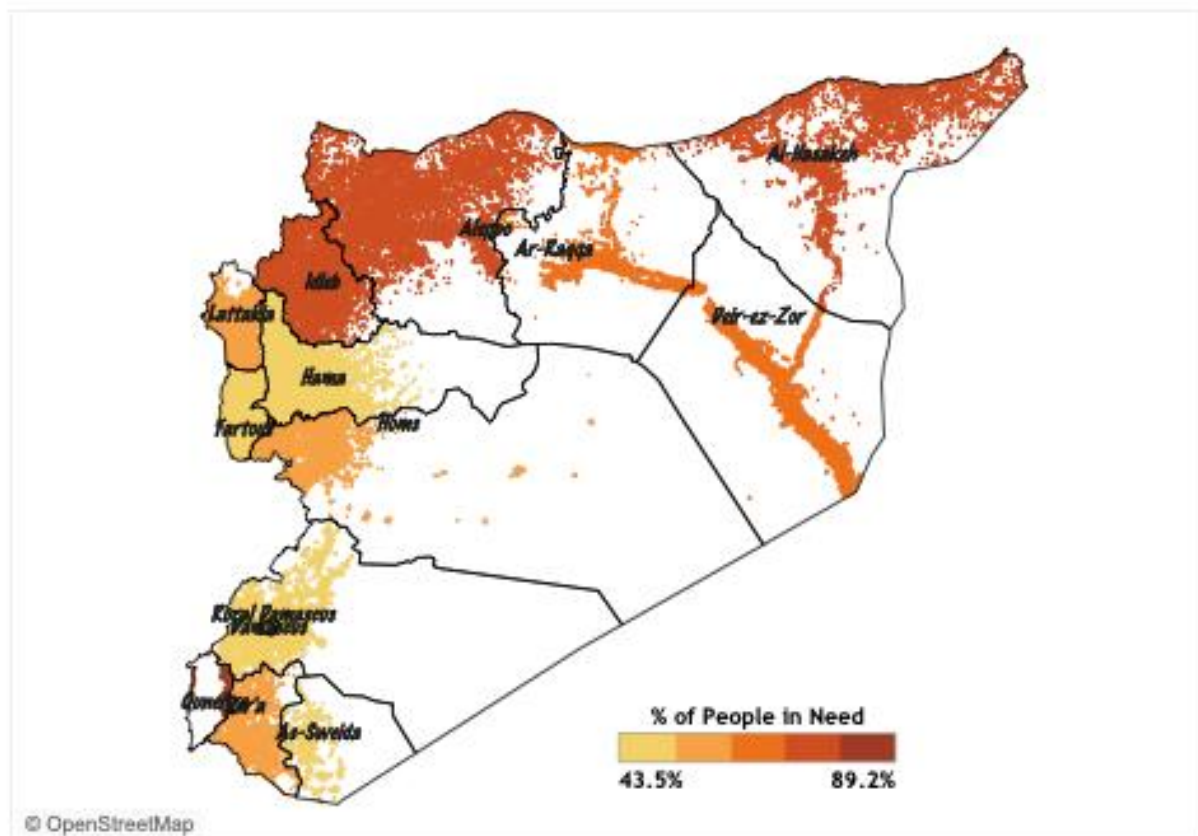 Al-Hasakeh
Aleppo
Ar-Raqqa
Idleb
Lattakia
Deir-ez-Zor
Hama
Tartous
Homs
Rural Damascus
Damascus
As-Sweida
% of People in Need
43.5%
89.2%
© OpenStreetMap